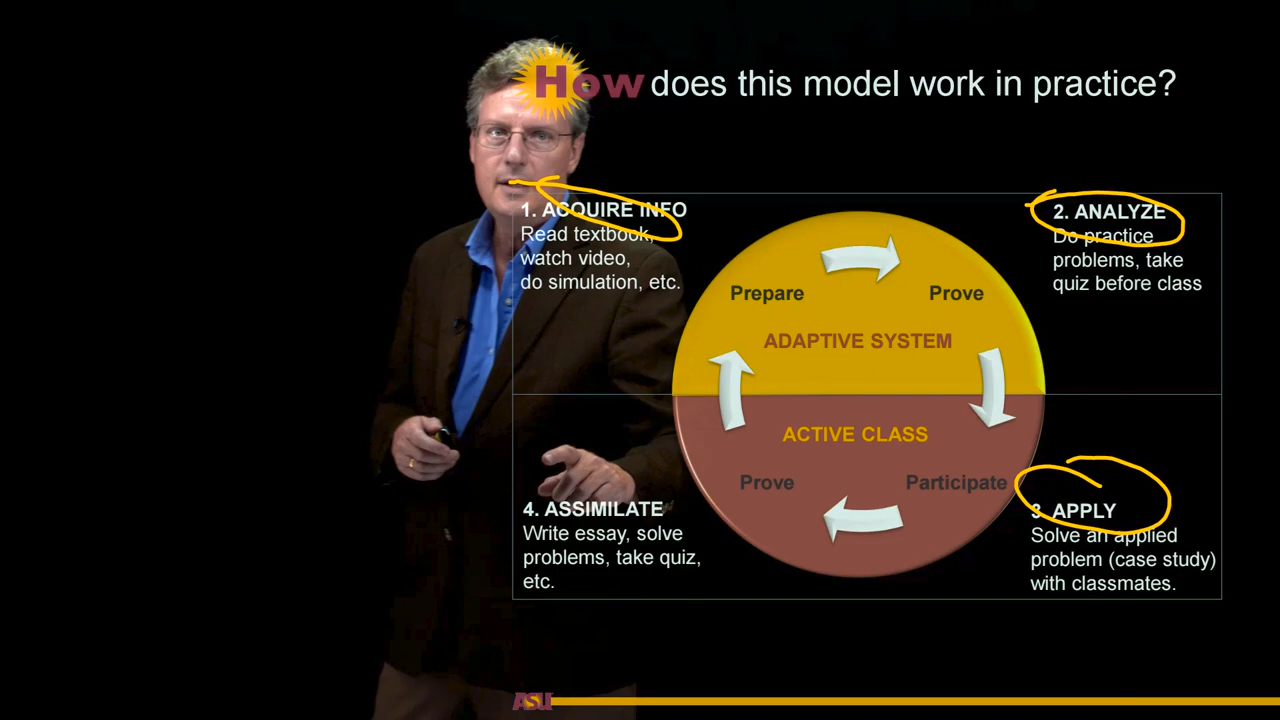 How does this model work in practice?
1. ACQUIRE INFO
Read textbook,
watch video,
do simulation, etc.
2. ANALYZE
Do practice
problems, take
quiz before class
Prepare
Prove
ADAPTIVE SYSTEM
ACTIVE CLASS
Prove
Participate
4. ASSIMILATE
Write essay, solve
problems, take quiz,
etc.
3. APPLY
Solve an applied
problem (case study)
with classmates.
ASU